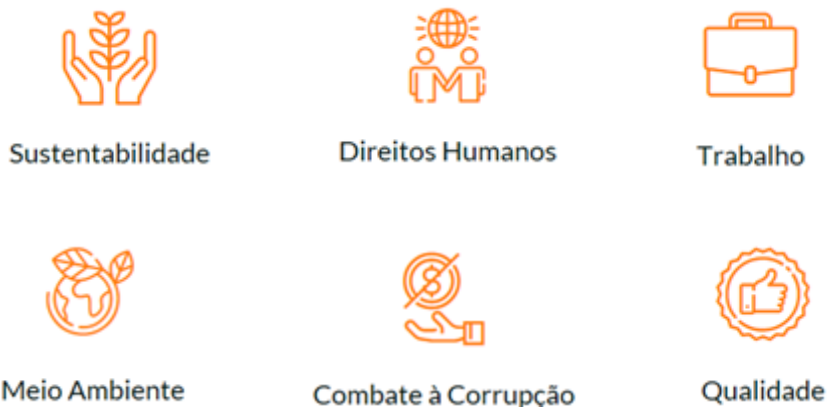 Sustentabilidade
Direitos Humanos
Trabalho
Meio Ambiente
Combate à Corrupção
Qualidade